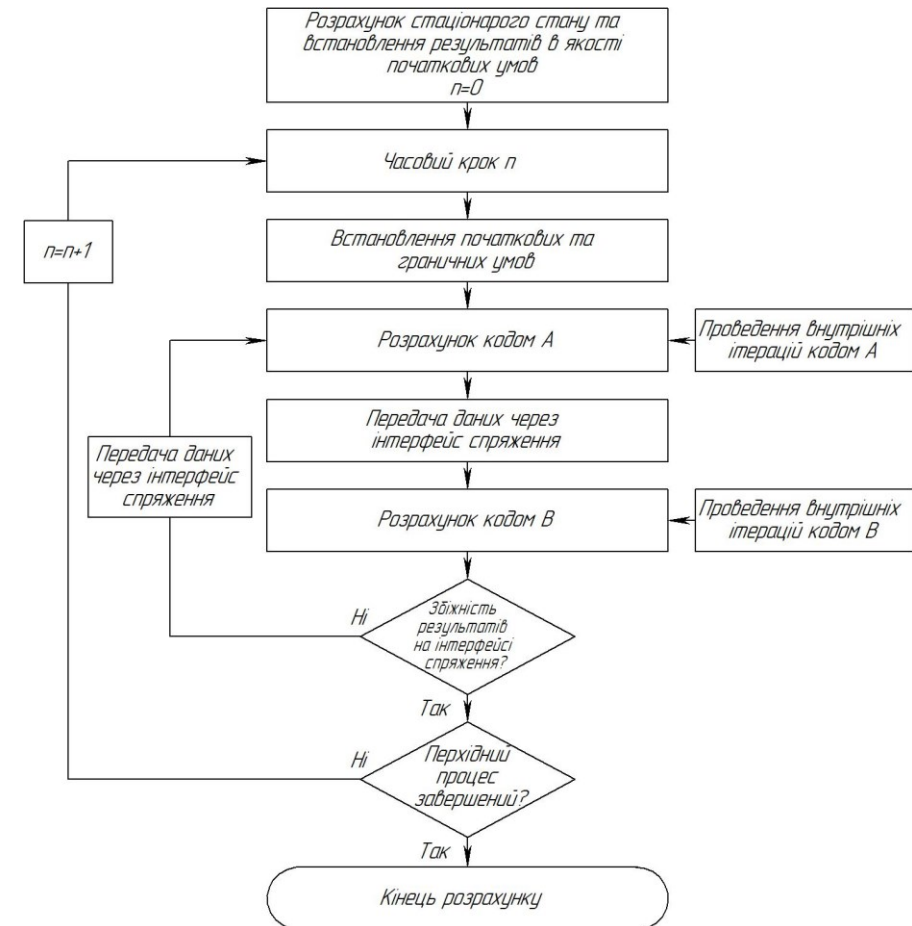 Розрахунок стаціонарого стану та
встановлення результатів в якості
початкових умов
n=0
Часовий крок n
n=n+1
Встановлення початкових та
граничних умов
Розрахунок кодом А
Проведення внутрішніх
ітерацій кодом А
Передача даних через
інтерфейс спряження
Передача даних
через інтерфейс
спряження
Розрахунок кодом В
Проведення внутрішніх
ітерацій кодом В
Ні
Збіжність
результатів
на інтерфейсі
спряження?
Так
Ні
Перхідний
процес
завершений?
Так
Кінець розрахунку